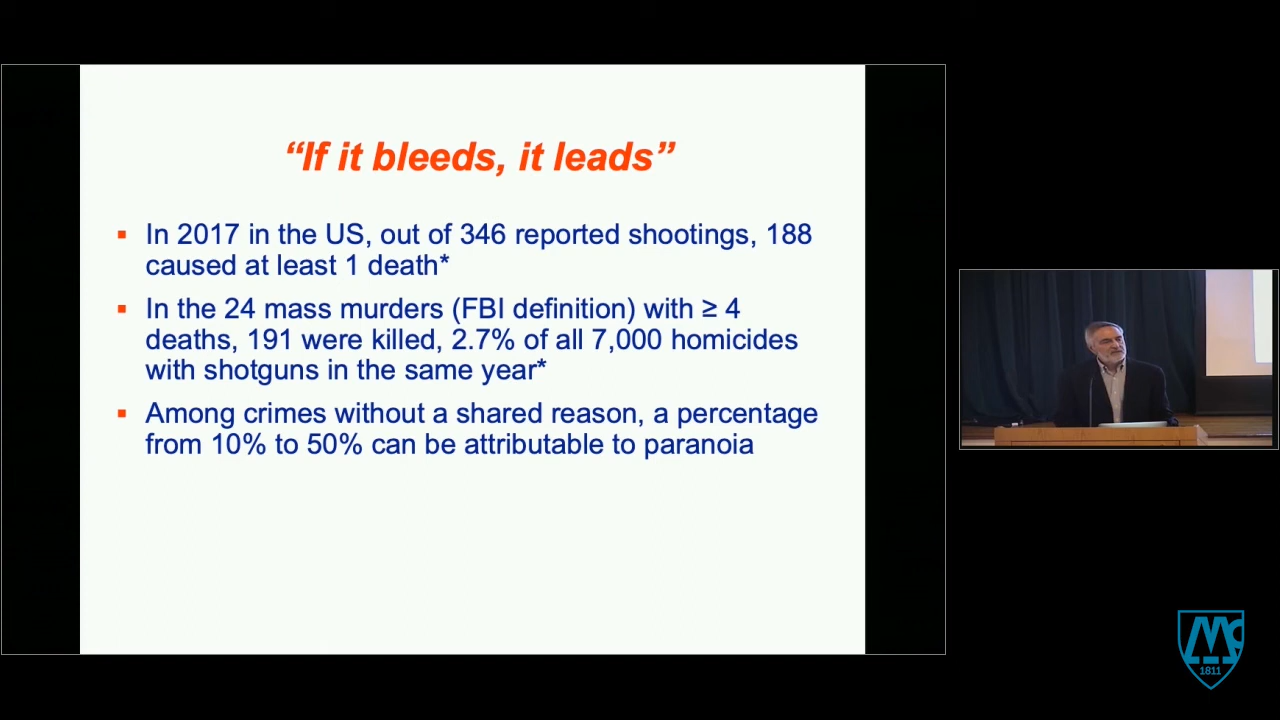 “If it bleeds, it leads”
▪ In 2017 in the US, out of 346 reported shootings, 188
caused at least 1 death*
▪ In the 24 mass murders (FBI definition) with ≥ 4
deaths, 191 were killed, 2.7% of all 7,000 homicides
with shotguns in the same year*
▪ Among crimes without a shared reason, a percentage
from 10% to 50% can be attributable to paranoia
Mc
1811